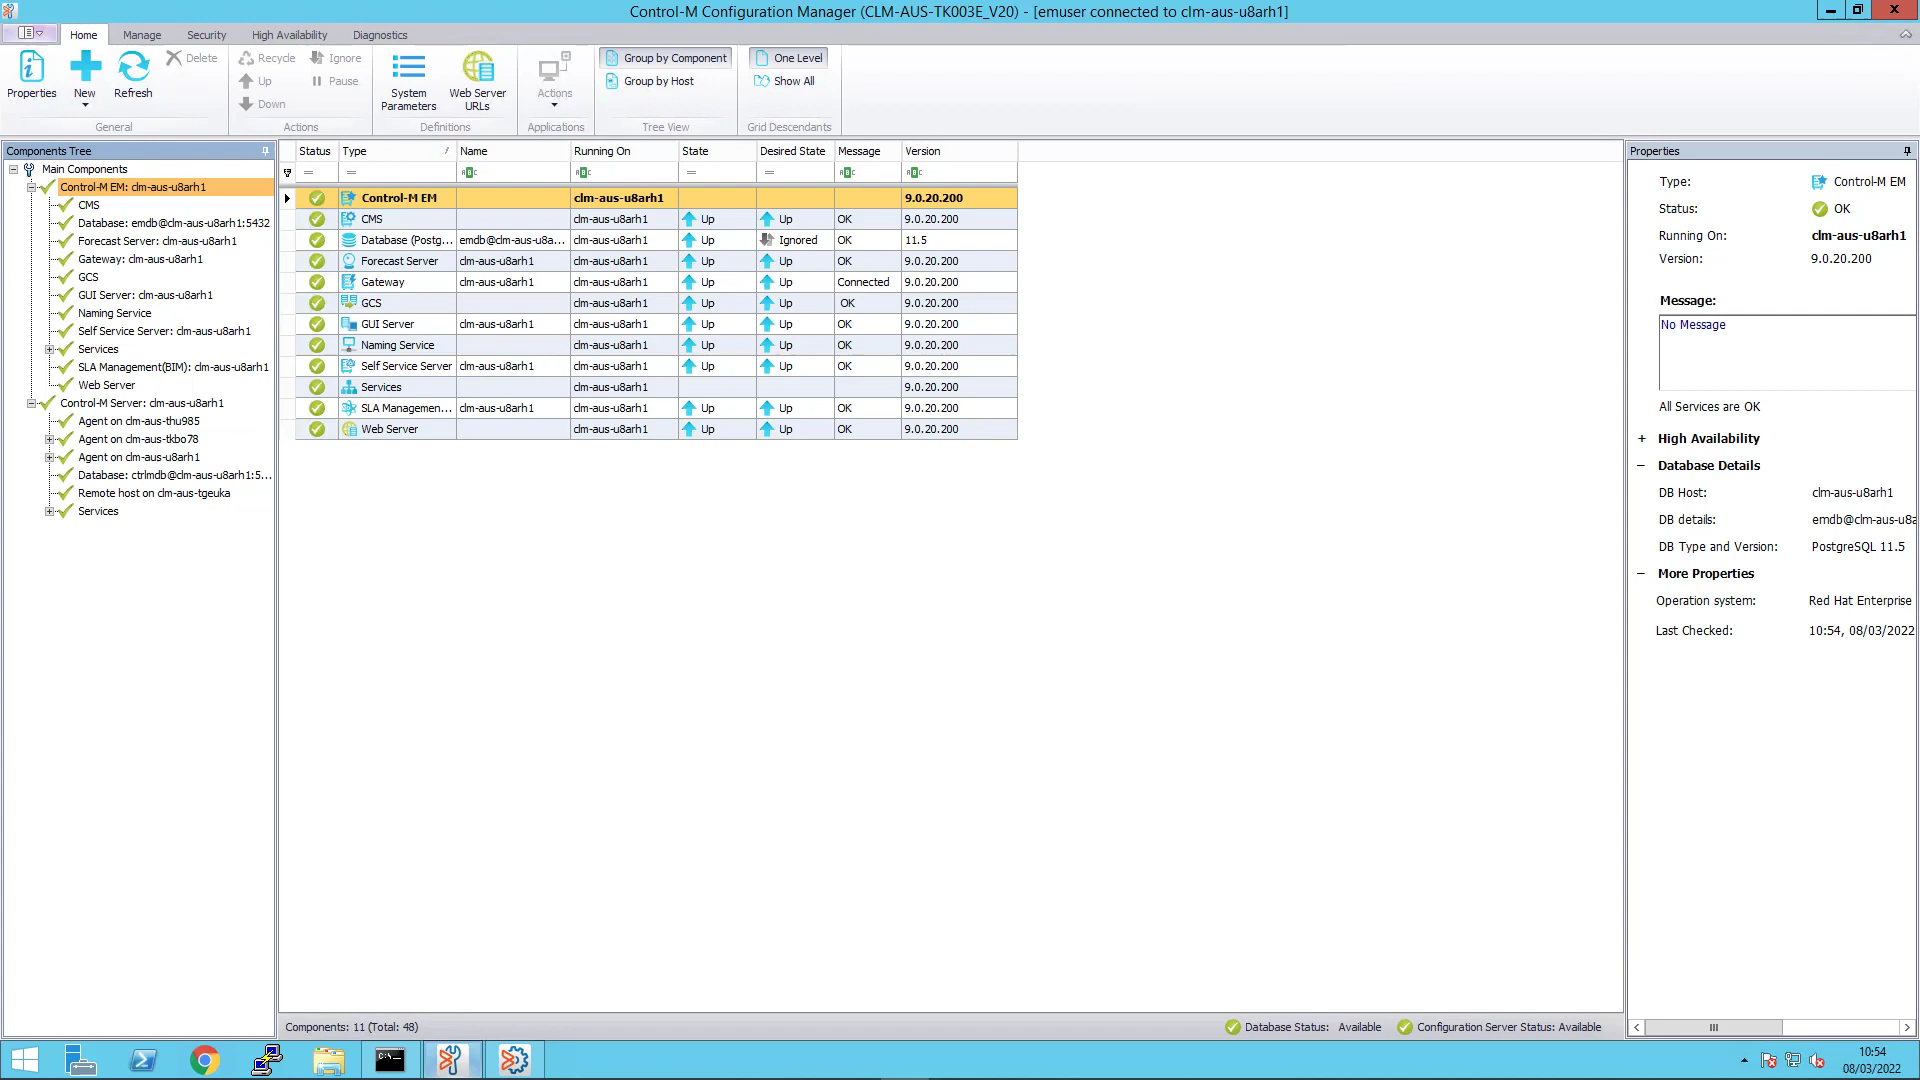 Control-M Configuration Manager (CLM-AUS-TK003E_V20) - [emuser connected to clm-aus-u8arh1]
Home Manage Security High Availability Diagnostics
Properties New Refresh Delete
Recycle Ignore
Up Pause
Down
System Parameters Web Server URLs
Actions
Group by Component
Group by Host
One Level
Show All
General Actions Definitions Applications Tree View Grid Descendants
Components Tree
Main Components
Control-M EM: clm-aus-u8arh1
CMS
Database: emdb@clm-aus-u8arh1:5432
Forecast Server: clm-aus-u8arh1
Gateway: clm-aus-u8arh1
GCS
GUI Server: clm-aus-u8arh1
Naming Service
Self Service Server: clm-aus-u8arh1
Services
SLA Management(BIM): clm-aus-u8arh1
Web Server
Control-M Server: clm-aus-u8arh1
Agent on clm-aus-thu985
Agent on clm-aus-tkbo78
Agent on clm-aus-u8arh1
Database: ctrlmdb@clm-aus-u8arh1:5...
Remote host on clm-aus-tgeuka
Services
Status Type Name Running On State Desired State Message Version
Control-M EM clm-aus-u8arh1 9.0.20.200
CMS clm-aus-u8arh1 Up Up OK 9.0.20.200
Database (Postg... emdb@clm-aus-u8a... clm-aus-u8arh1 Up Ignored OK 11.5
Forecast Server clm-aus-u8arh1 clm-aus-u8arh1 Up Up OK 9.0.20.200
Gateway clm-aus-u8arh1 clm-aus-u8arh1 Up Up Connected 9.0.20.200
GCS clm-aus-u8arh1 Up Up OK 9.0.20.200
GUI Server clm-aus-u8arh1 clm-aus-u8arh1 Up Up OK 9.0.20.200
Naming Service clm-aus-u8arh1 Up Up OK 9.0.20.200
Self Service Server clm-aus-u8arh1 clm-aus-u8arh1 Up Up OK 9.0.20.200
Services clm-aus-u8arh1 9.0.20.200
SLA Managemen... clm-aus-u8arh1 clm-aus-u8arh1 Up Up OK 9.0.20.200
Web Server clm-aus-u8arh1 Up Up OK 9.0.20.200
Components: 11 (Total: 48)
Database Status: Available Configuration Server Status: Available
Properties
Type: Control-M EM
Status: OK
Running On: clm-aus-u8arh1
Version: 9.0.20.200
Message:
No Message
All Services are OK
+ High Availability
− Database Details
DB Host: clm-aus-u8arh1
DB details: emdb@clm-aus-u8a
DB Type and Version: PostgreSQL 11.5
− More Properties
Operation system: Red Hat Enterprise
Last Checked: 10:54, 08/03/2022
10:54
08/03/2022